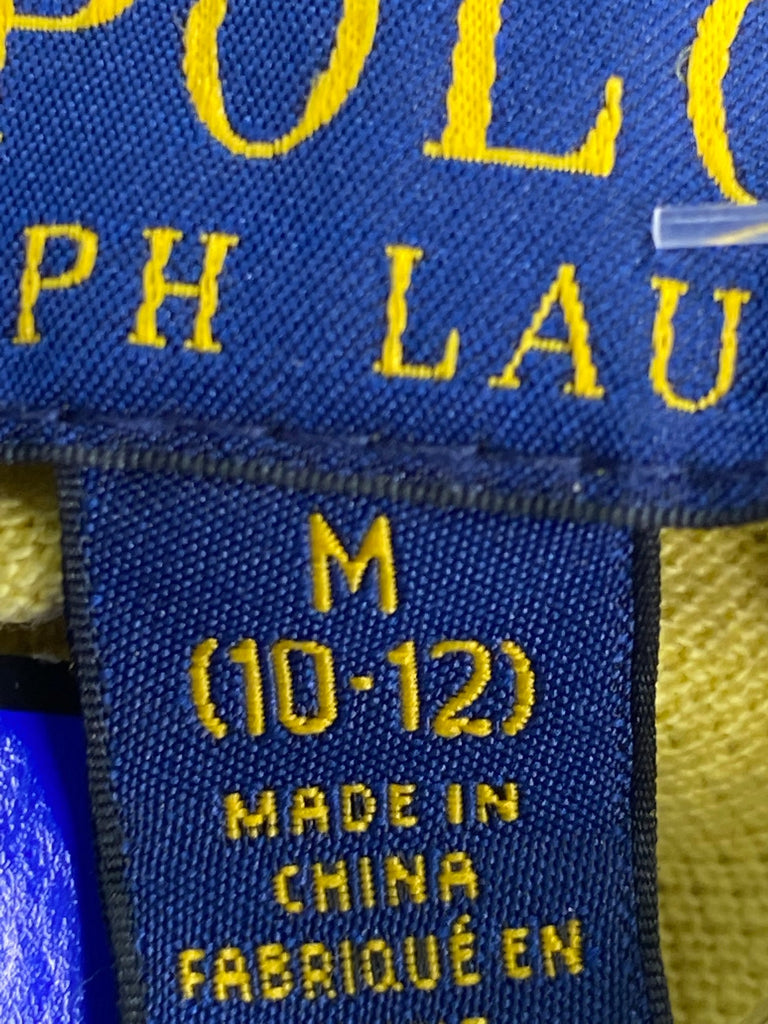 POLO
PH LAU
M
(10-12)
MADE IN
CHINA
FABRIQUÉ EN